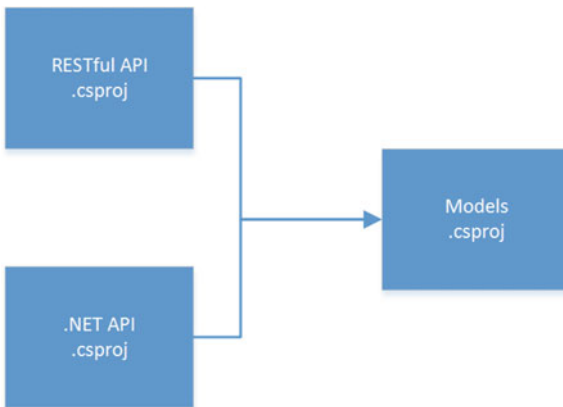 RESTful API
.csproj
Models
.csproj
.NET API
.csproj